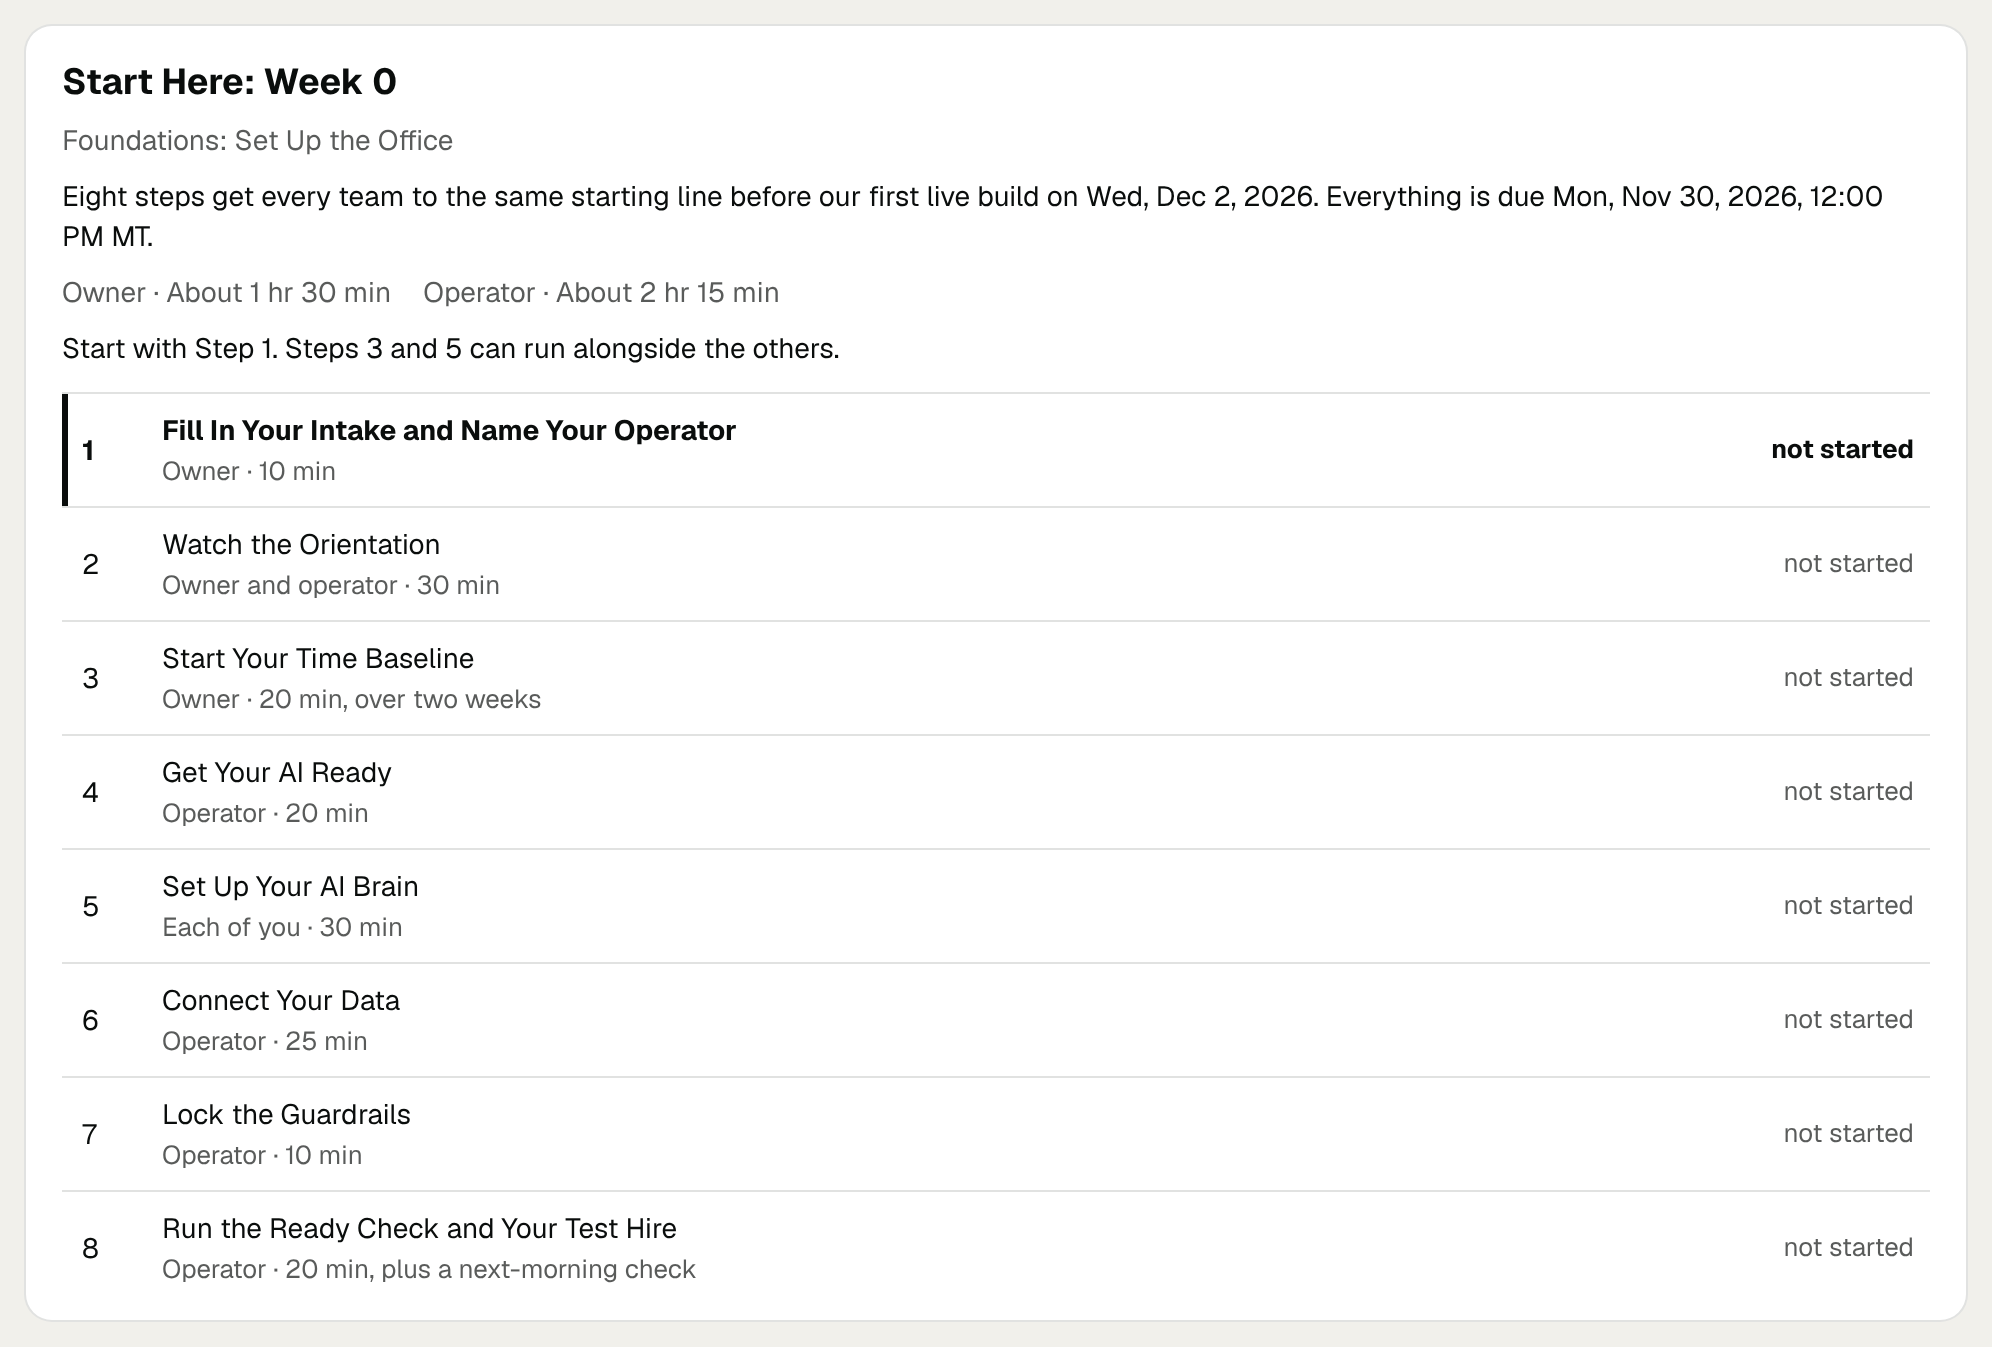 Start Here: Week 0
Foundations: Set Up the Office
Eight steps get every team to the same starting line before our first live build on Wed, Dec 2, 2026. Everything is due Mon, Nov 30, 2026, 12:00
PM MT.
Owner · About 1 hr 30 min Operator · About 2 hr 15 min
Start with Step 1. Steps 3 and 5 can run alongside the others.
1 Fill In Your Intake and Name Your Operator not started
Owner · 10 min
2 Watch the Orientation not started
Owner and operator · 30 min
3 Start Your Time Baseline not started
Owner · 20 min, over two weeks
4 Get Your AI Ready not started
Operator · 20 min
5 Set Up Your AI Brain not started
Each of you · 30 min
6 Connect Your Data not started
Operator · 25 min
7 Lock the Guardrails not started
Operator · 10 min
8 Run the Ready Check and Your Test Hire not started
Operator · 20 min, plus a next-morning check